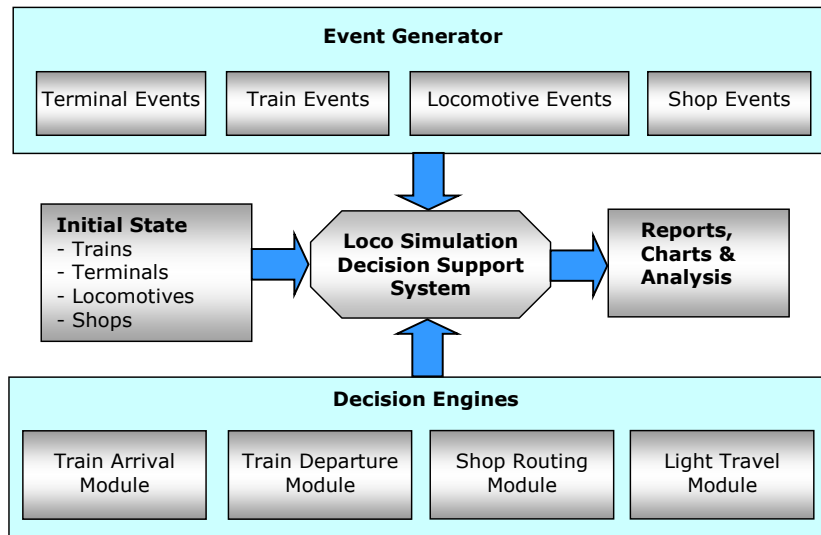 Event Generator
Terminal Events
Train Events
Locomotive Events
Shop Events
Initial State
- Trains
- Terminals
- Locomotives
- Shops
Loco Simulation
Decision Support
System
Reports,
Charts &
Analysis
Decision Engines
Train Arrival
Module
Train Departure
Module
Shop Routing
Module
Light Travel
Module